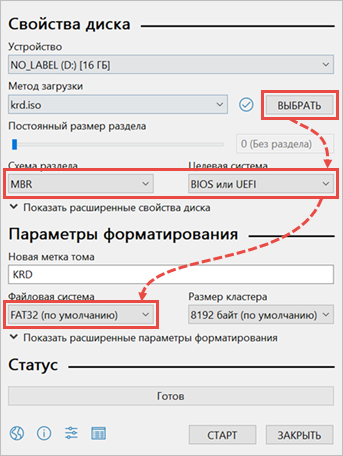 Свойства диска
Устройство
NO_LABEL (D:) [16 ГБ]
Метод загрузки
krd.iso
ВЫБРАТЬ
Постоянный размер раздела
0 (Без раздела)
Схема раздела Целевая система
MBR BIOS или UEFI
Показать расширенные свойства диска
Параметры форматирования
Новая метка тома
KRD
Файловая система Размер кластера
FAT32 (по умолчанию) 8192 байт (по умолчанию)
Показать расширенные параметры форматирования
Статус
Готов
СТАРТ ЗАКРЫТЬ